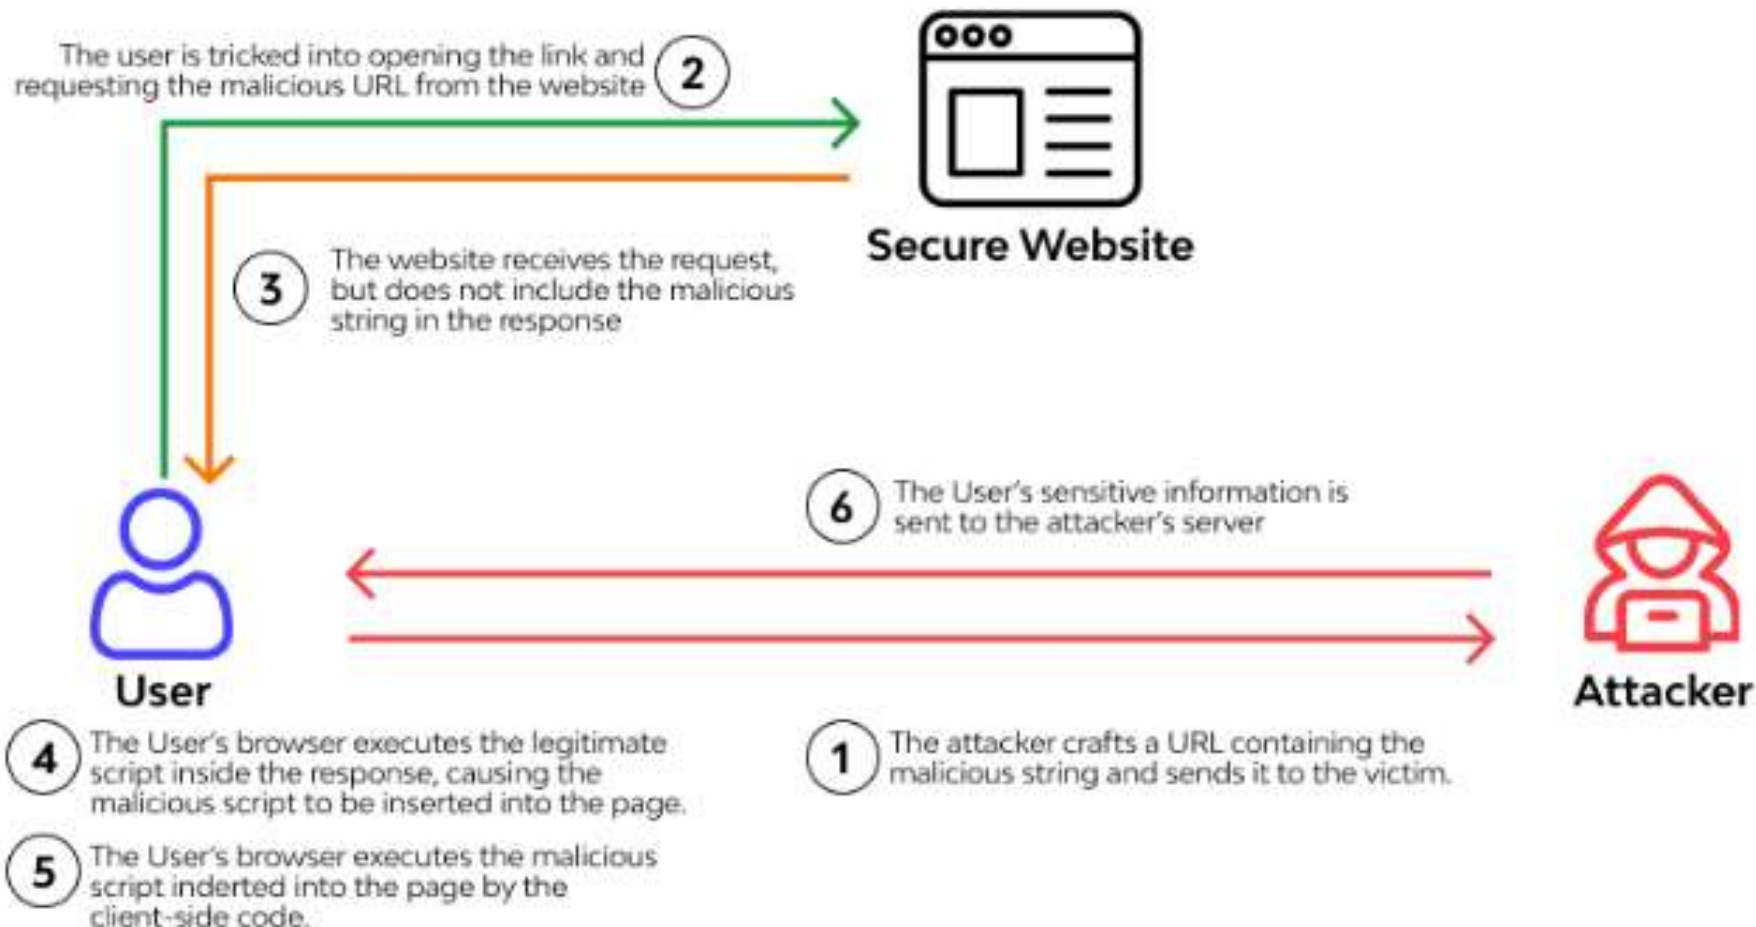 The user is tricked into opening the link and
requesting the malicious URL from the website
2
Secure Website
3
The website receives the request,
but does not include the malicious
string in the response
6
The User's sensitive information is
sent to the attacker's server
User
Attacker
4
The User's browser executes the legitimate
script inside the response, causing the
malicious script to be inserted into the page.
1
The attacker crafts a URL containing the
malicious string and sends it to the victim.
5
The User's browser executes the malicious
script inderted into the page by the
client-side code.